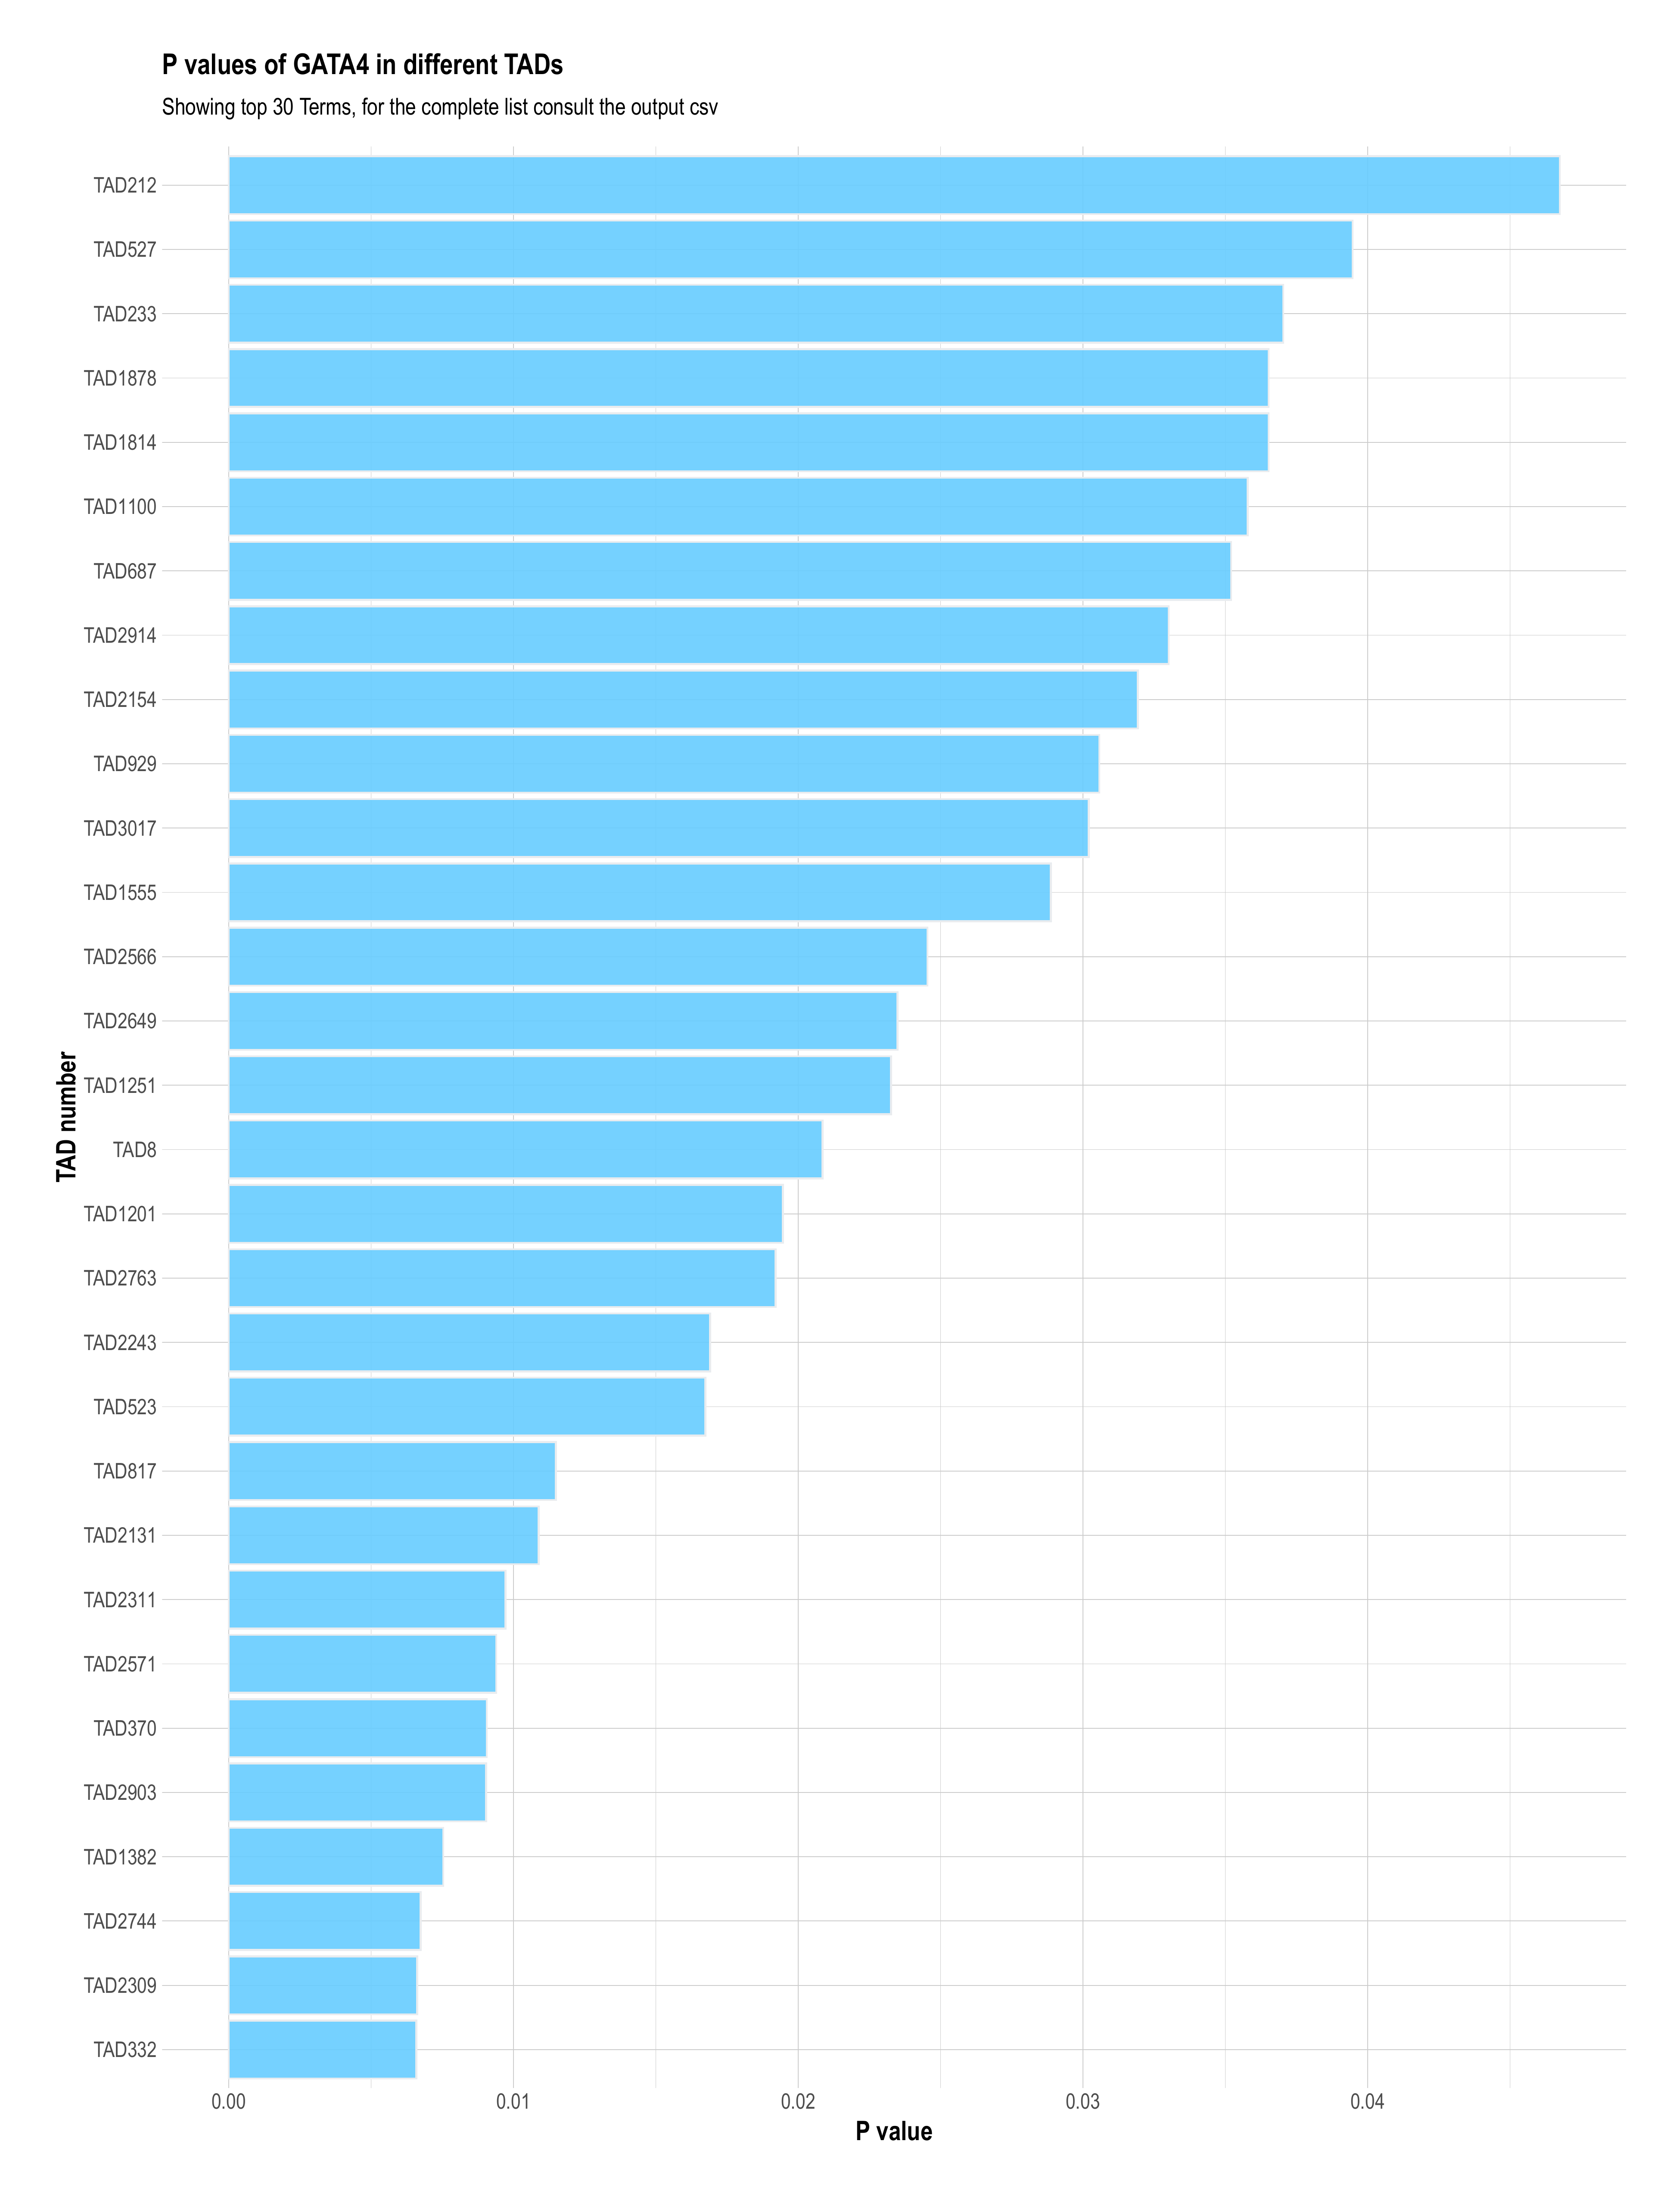 P values of GATA4 in different TADs
Showing top 30 Terms, for the complete list consult the output csv
TAD212
TAD527
TAD233
TAD1878
TAD1814
TAD1100
TAD687
TAD2914
TAD2154
TAD929
TAD3017
TAD1555
TAD2566
TAD2649
TAD1251
TAD8
TAD1201
TAD2763
TAD2243
TAD523
TAD817
TAD2131
TAD2311
TAD2571
TAD370
TAD2903
TAD1382
TAD2744
TAD2309
TAD332
TAD number
0.00 0.01 0.02 0.03 0.04
P value